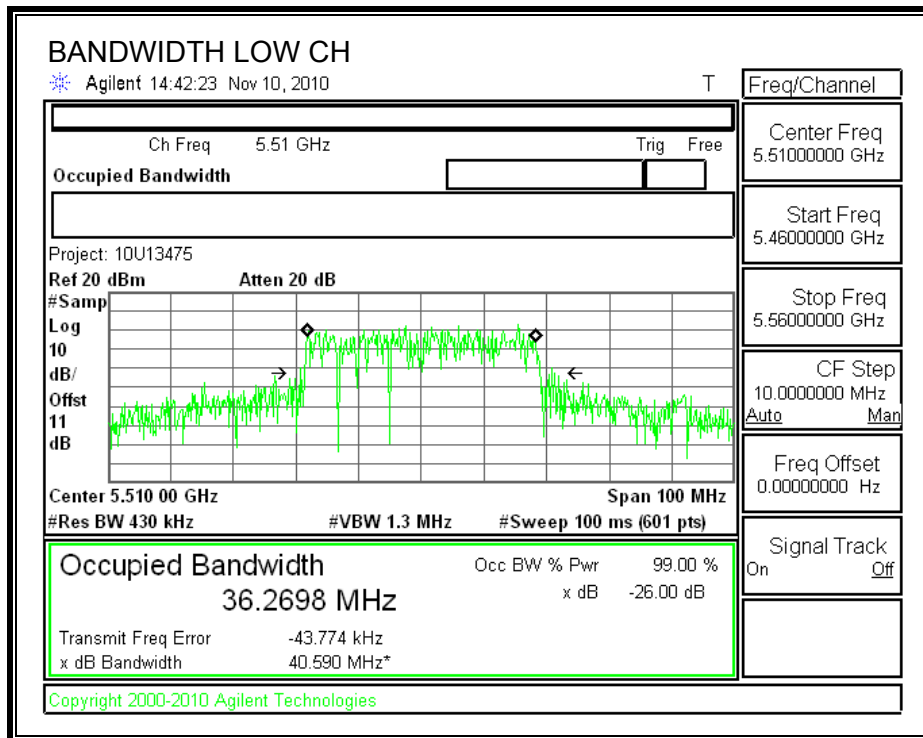 BANDWIDTH LOW CH
Agilent 14:42:23 Nov 10, 2010 T
Freq/Channel
Ch Freq 5.51 GHz Trig Free
Occupied Bandwidth
Center Freq
5.51000000 GHz
Start Freq
5.46000000 GHz
Stop Freq
5.56000000 GHz
CF Step
10.0000000 MHz
Auto Man
Freq Offset
0.00000000 Hz
Signal Track
On Off
Project: 10U13475
Ref 20 dBm Atten 20 dB
#Samp
Log
10
dB/
Offst
11
dB
Center 5.510 00 GHz Span 100 MHz
#Res BW 430 kHz #VBW 1.3 MHz #Sweep 100 ms (601 pts)
Occupied Bandwidth
36.2698 MHz
Occ BW % Pwr 99.00 %
x dB -26.00 dB
Transmit Freq Error -43.774 kHz
x dB Bandwidth 40.590 MHz*
Copyright 2000-2010 Agilent Technologies